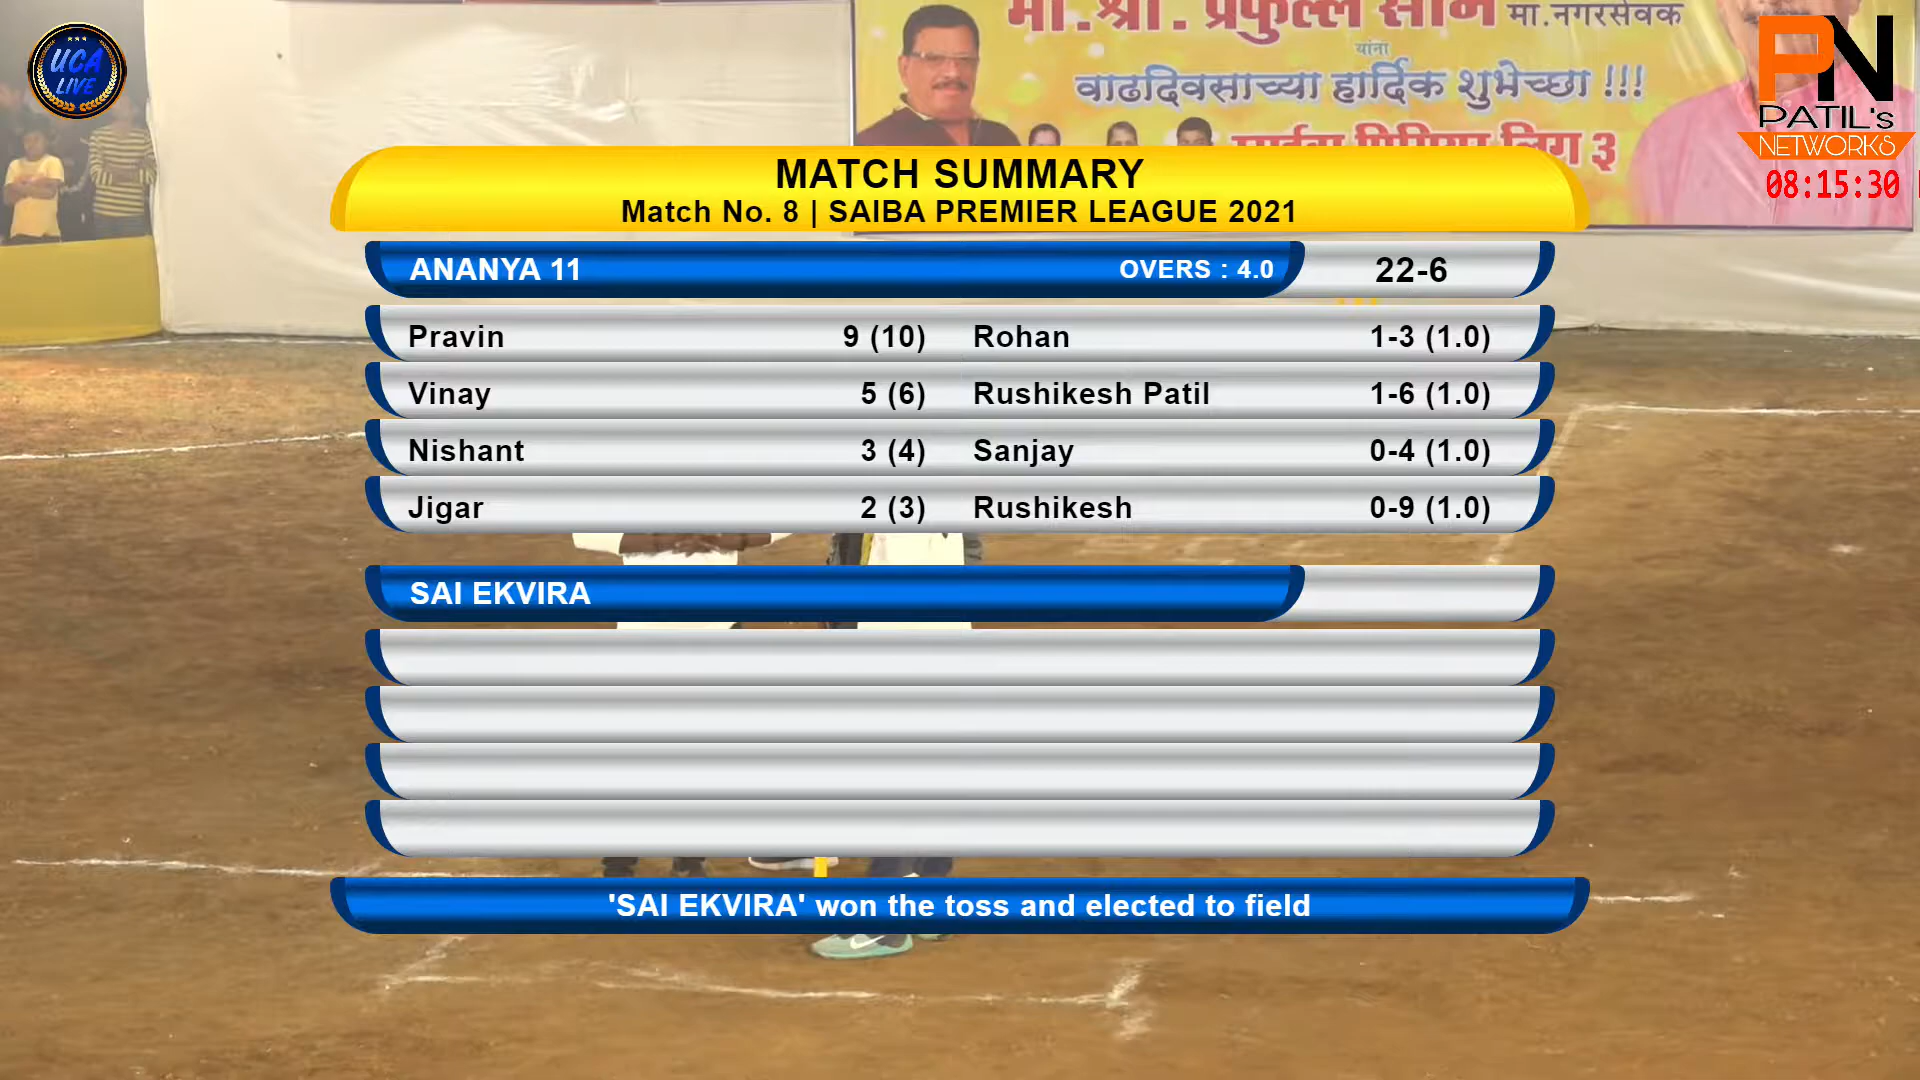 UCA
LIVE
मा.श्री. प्रफुल्ल साने मा.नगरसेवक
यांना
वाढदिवसाच्या हार्दिक शुभेच्छा !!!
लिग ३
PN
PATIL's
NETWORKS
08:15:30
MATCH SUMMARY
Match No. 8 | SAIBA PREMIER LEAGUE 2021
ANANYA 11 OVERS : 4.0 22-6
Pravin 9 (10) Rohan 1-3 (1.0)
Vinay 5 (6) Rushikesh Patil 1-6 (1.0)
Nishant 3 (4) Sanjay 0-4 (1.0)
Jigar 2 (3) Rushikesh 0-9 (1.0)
SAI EKVIRA
'SAI EKVIRA' won the toss and elected to field